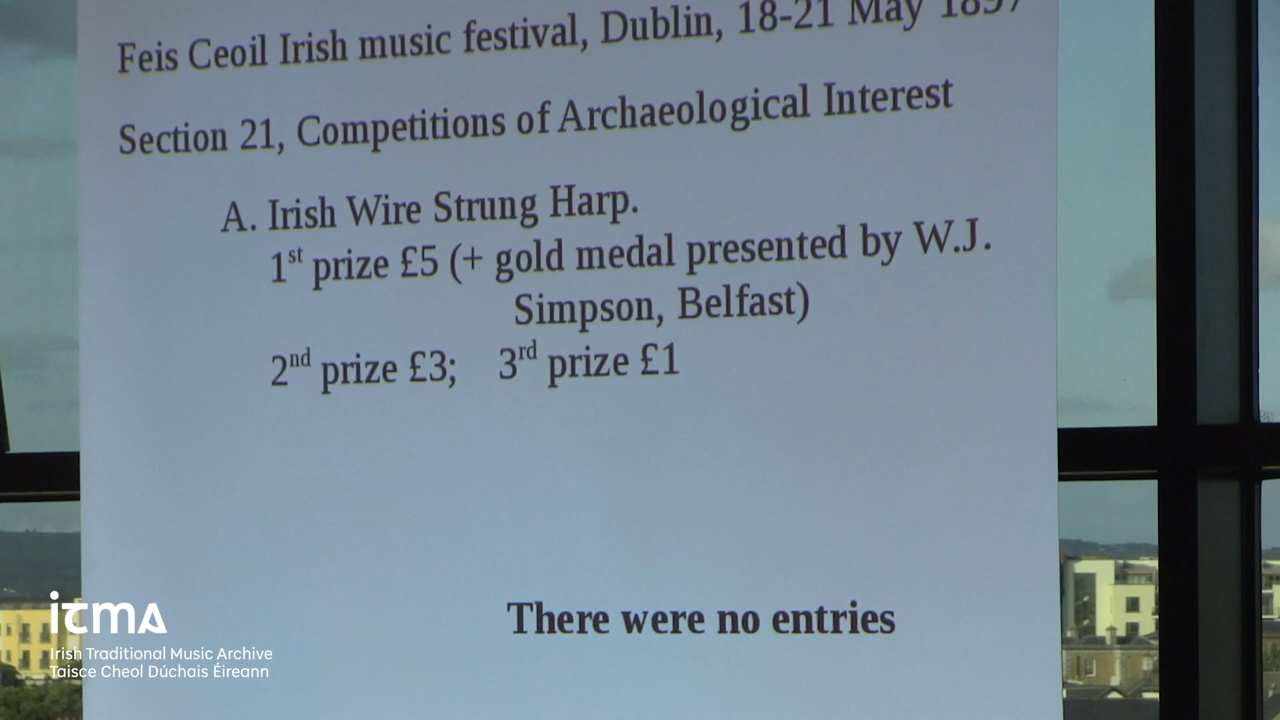 Feis Ceoil Irish music festival, Dublin, 18-21 May 1897
Section 21, Competitions of Archaeological Interest
A. Irish Wire Strung Harp.
1st prize £5 (+ gold medal presented by W.J.
Simpson, Belfast)
2nd prize £3; 3rd prize £1
There were no entries
itma
Irish Traditional Music Archive
Taisce Cheol Dúchais Éireann